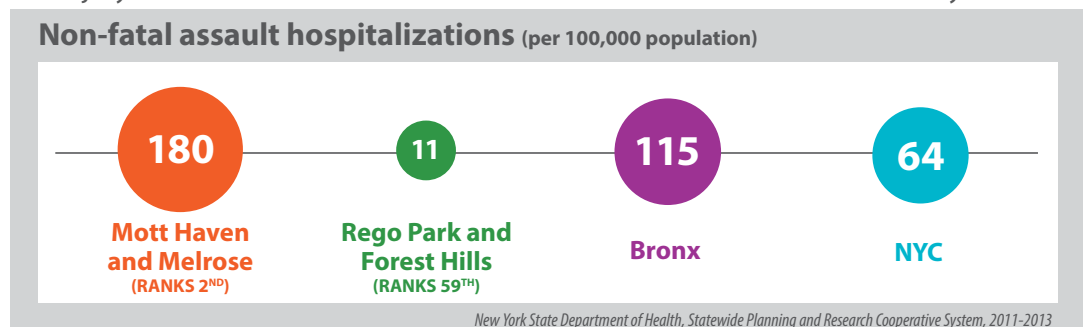 Non-fatal assault hospitalizations (per 100,000 population)
180
11
115
64
Mott Haven
and Melrose
(RANKS 2ND)
Rego Park and
Forest Hills
(RANKS 59TH)
Bronx
NYC
New York State Department of Health, Statewide Planning and Research Cooperative System, 2011-2013